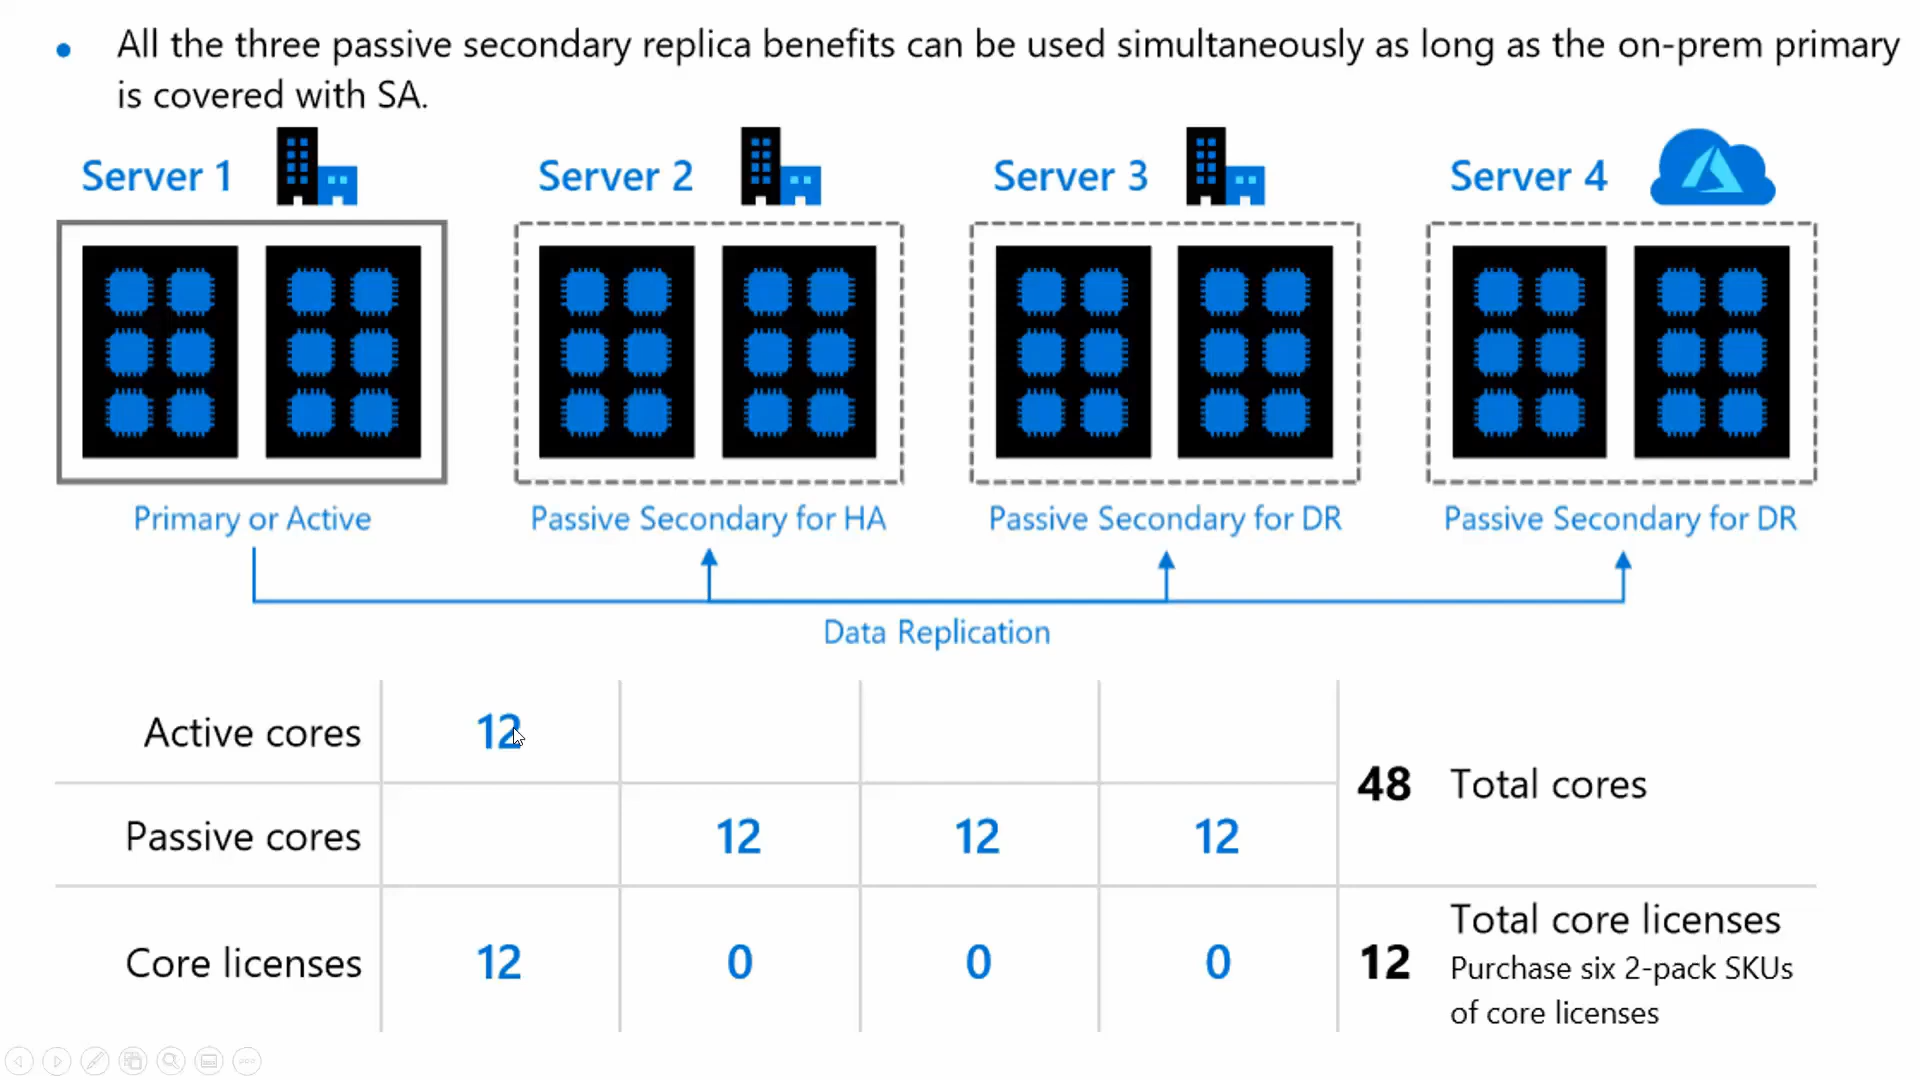 All the three passive secondary replica benefits can be used simultaneously as long as the on-prem primary
is covered with SA.
Server 1
Server 2
Server 3
Server 4
Primary or Active
Passive Secondary for HA
Passive Secondary for DR
Passive Secondary for DR
Data Replication
Active cores 12
48 Total cores
Passive cores 12 12 12
Core licenses 12 0 0 0
12 Total core licenses
Purchase six 2-pack SKUs
of core licenses